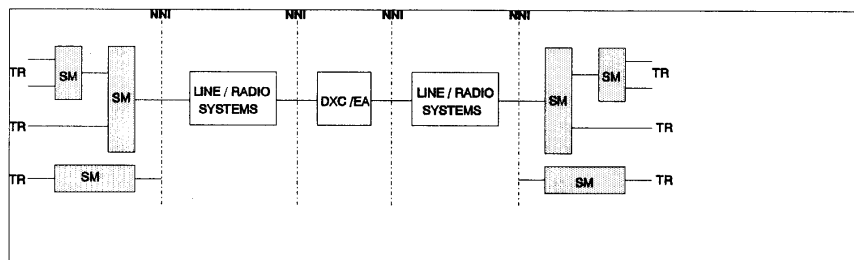 NNI NNI NNI NNI
TR SM SM LINE / RADIO SYSTEMS DXC /EA LINE / RADIO SYSTEMS SM SM TR
TR TR
TR SM SM TR